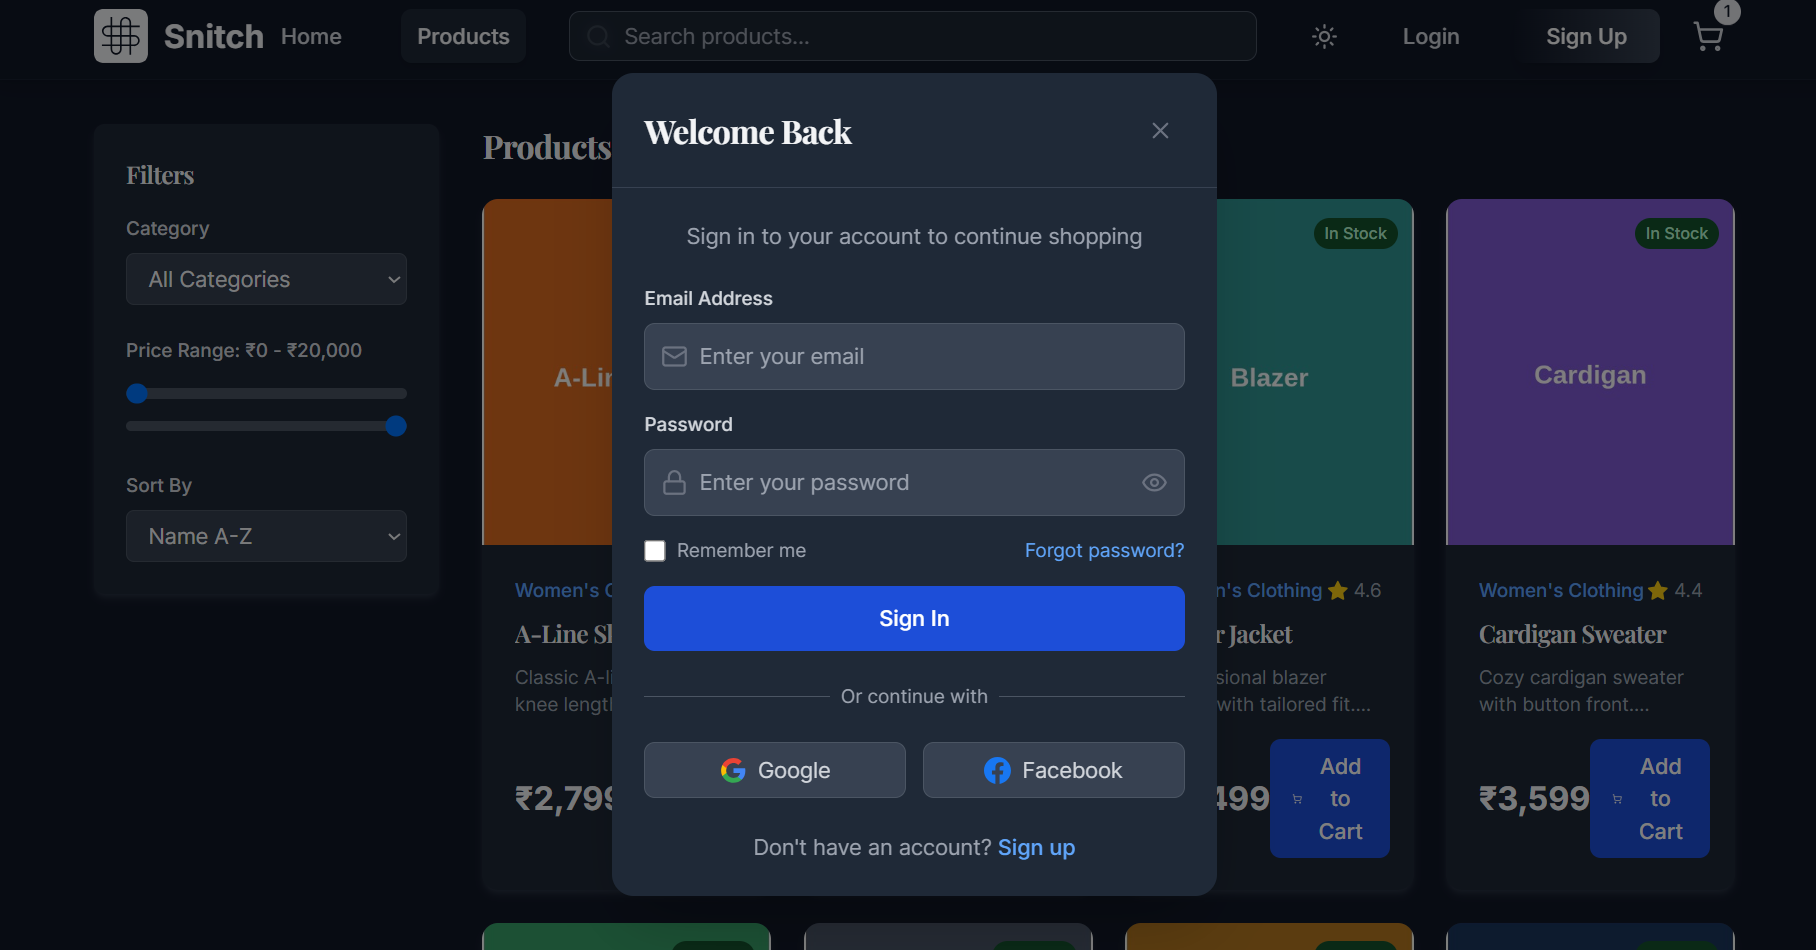 Snitch
Home
Products
Search products...
Login
Sign Up
1
Filters
Category
All Categories
Price Range: ₹0 - ₹20,000
Sort By
Name A-Z
Products
Welcome Back
Sign in to your account to continue shopping
Email Address
Enter your email
Password
Enter your password
Remember me
Forgot password?
Sign In
Or continue with
Google
Facebook
Don't have an account? Sign up
A-Lin
Women's
A-Line
Classic A-li
knee lengt
₹2,799
In Stock
Blazer
n's Clothing 4.6
r Jacket
sional blazer
with tailored fit....
499
Add
to
Cart
In Stock
Cardigan
Women's Clothing 4.4
Cardigan Sweater
Cozy cardigan sweater
with button front....
₹3,599
Add
to
Cart